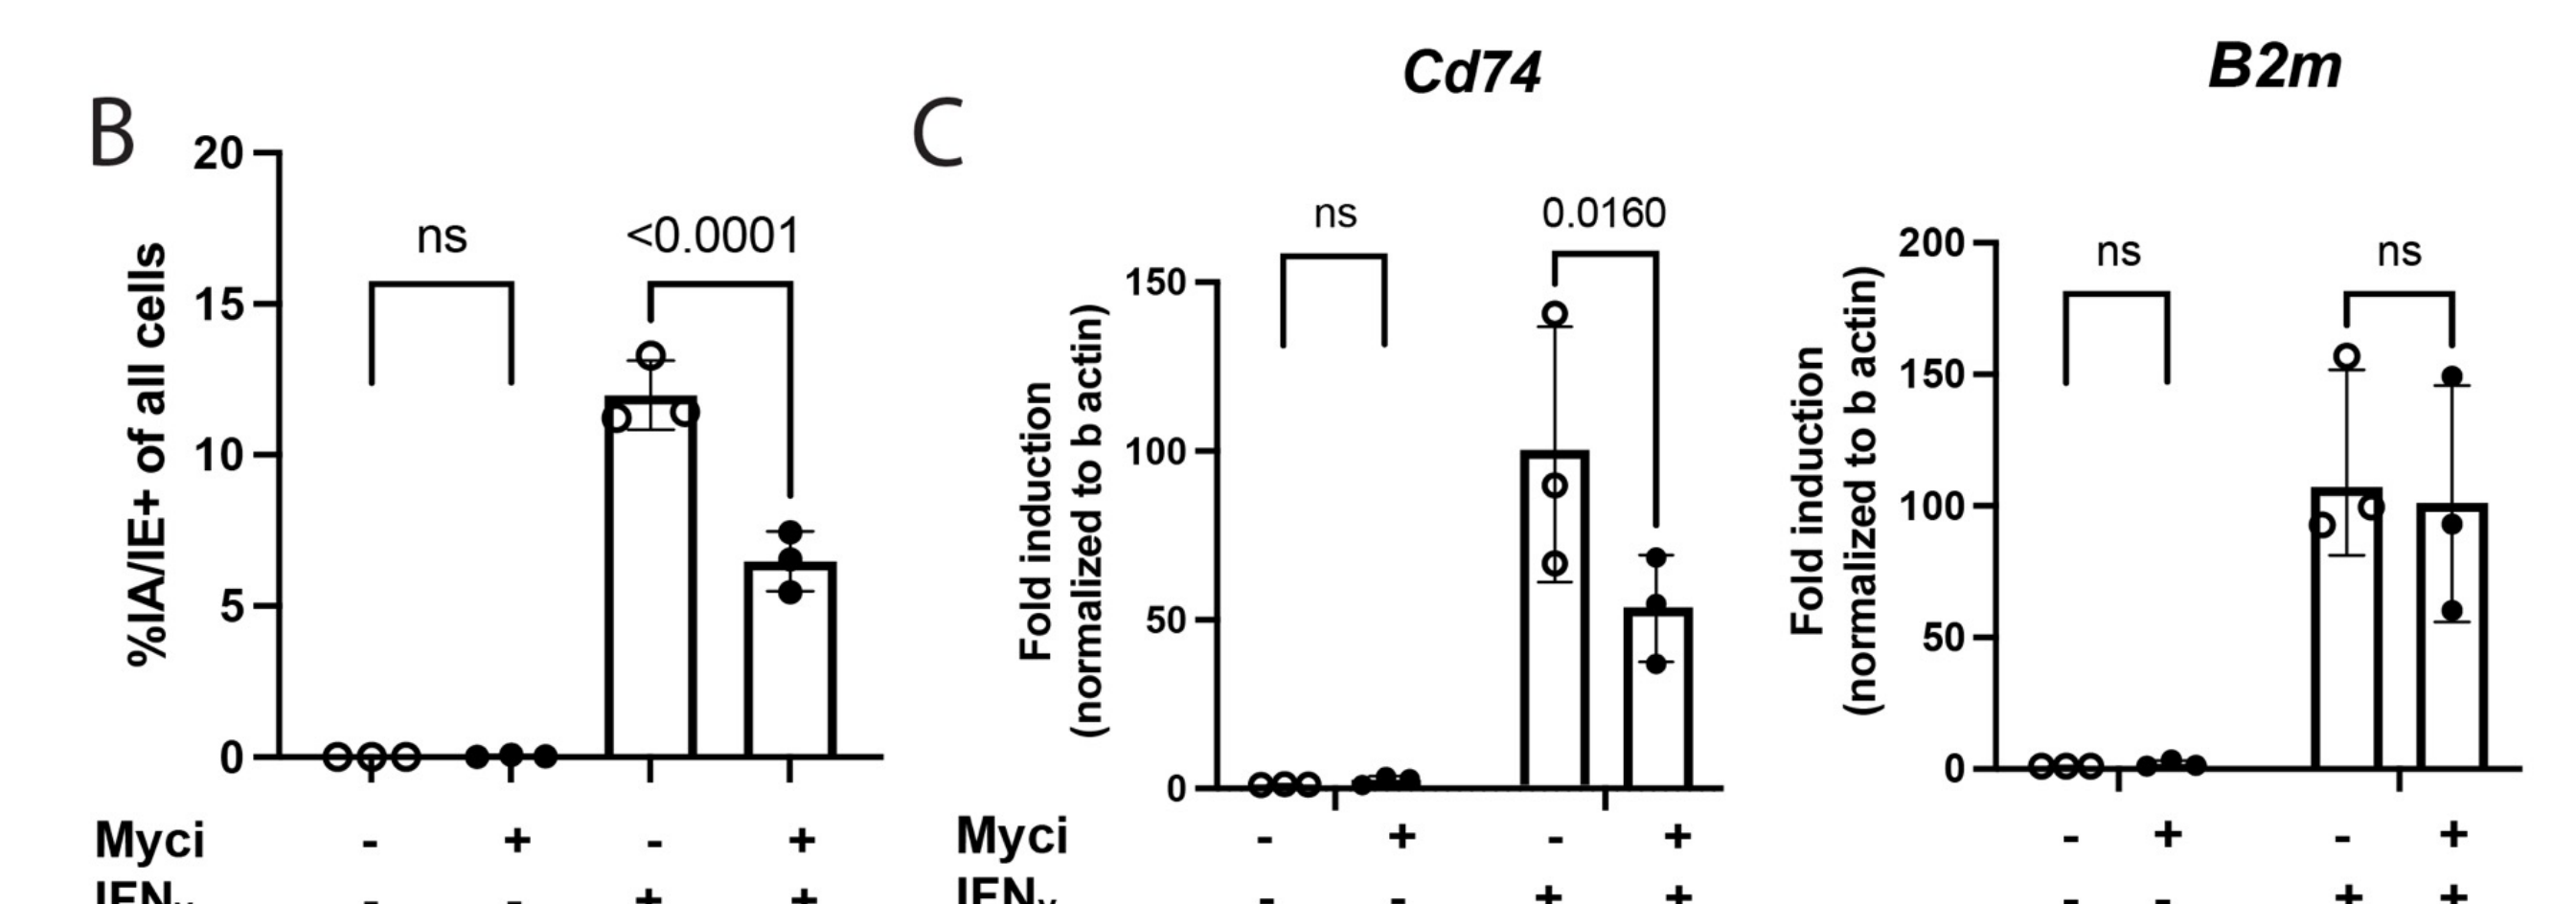 B
20
15
10
5
0
%IA/IE+ of all cells
ns
<0.0001
Myci - + - +
IFNγ - - + +
C
Cd74
150
100
50
0
Fold induction
(normalized to b actin)
ns
0.0160
Myci - + - +
IFNγ - - + +
B2m
200
150
100
50
0
Fold induction
(normalized to b actin)
ns
ns
- + - +
- - + +